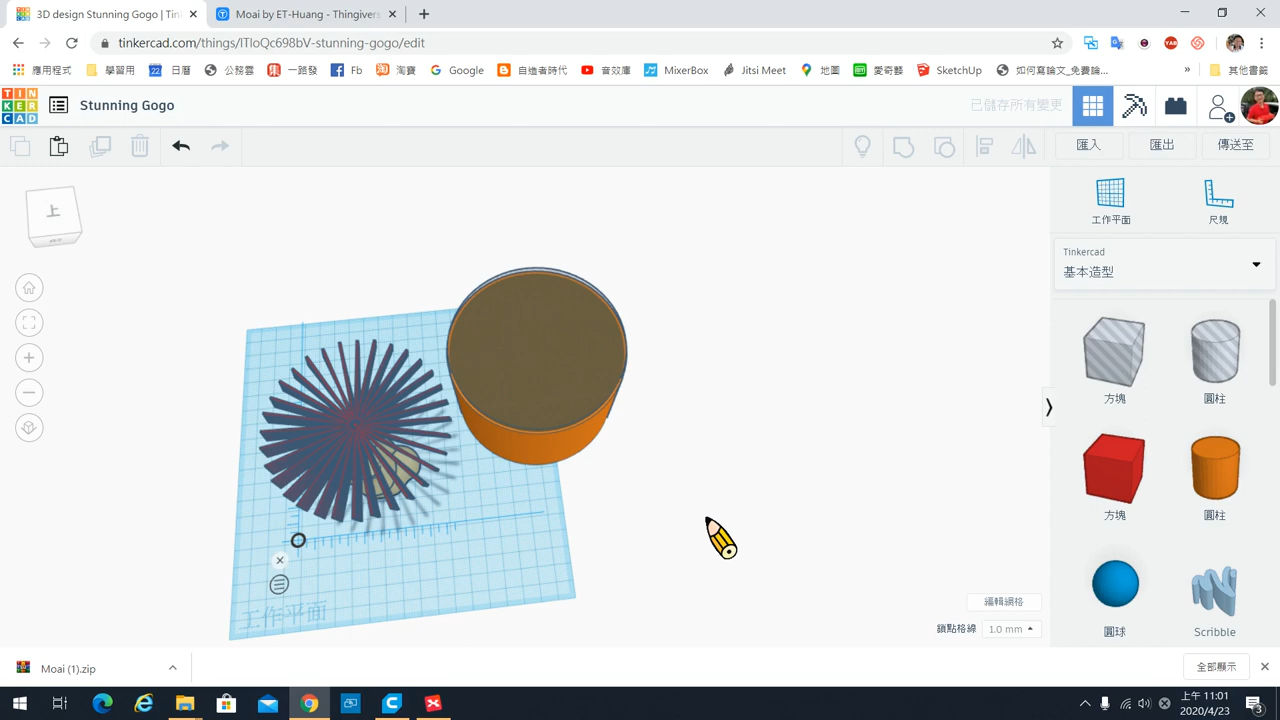 3D design Stunning Gogo | Tin
Moai by ET-Huang - Thingivers
tinkercad.com/things/lTloQc698bV-stunning-gogo/edit
應用程式
學習用
22 日曆
公務雲
集 一路發
Fb
淘 淘寶
Google
自造者時代
音效庫
MixerBox
Jitsi Meet
地圖
愛奇藝
SketchUp
如何寫論文_免費論...
其他書籤
TIN
KER
CAD
Stunning Gogo
已儲存所有變更
匯入
匯出
傳送至
上
工作平面
尺規
Tinkercad
基本造型
方塊
圓柱
方塊
圓柱
圓球
Scribble
工作平面
編輯網格
鎖點格線
1.0 mm
Moai (1).zip
全部顯示
上午 11:01
2020/4/23
3